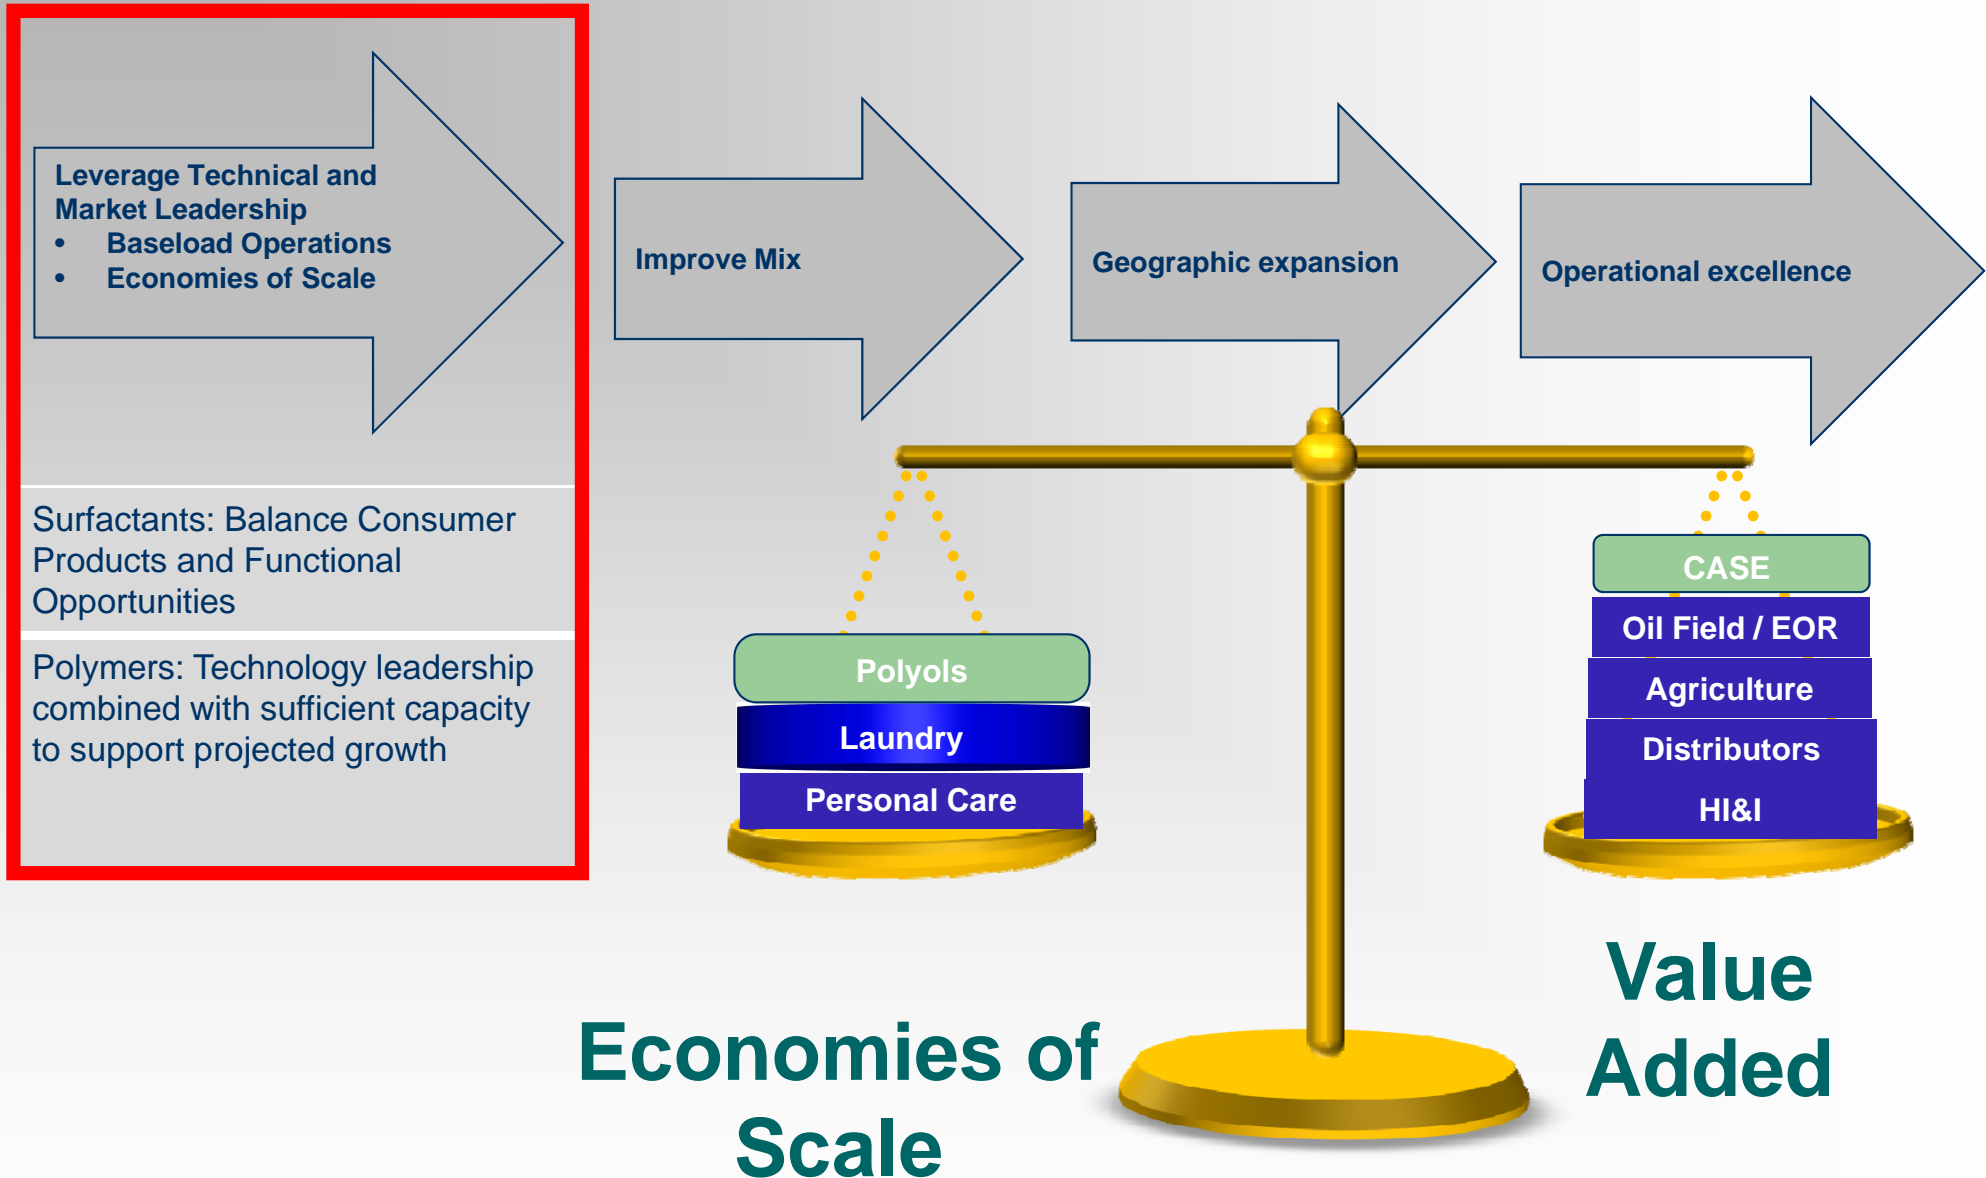 Leverage Technical and
Market Leadership
• Baseload Operations
• Economies of Scale
Improve Mix
Geographic expansion
Operational excellence
Surfactants: Balance Consumer
Products and Functional
Opportunities
Polymers: Technology leadership
combined with sufficient capacity
to support projected growth
Polyols
Laundry
Personal Care
CASE
Oil Field / EOR
Agriculture
Distributors
HI&I
Economies of
Scale
Value
Added